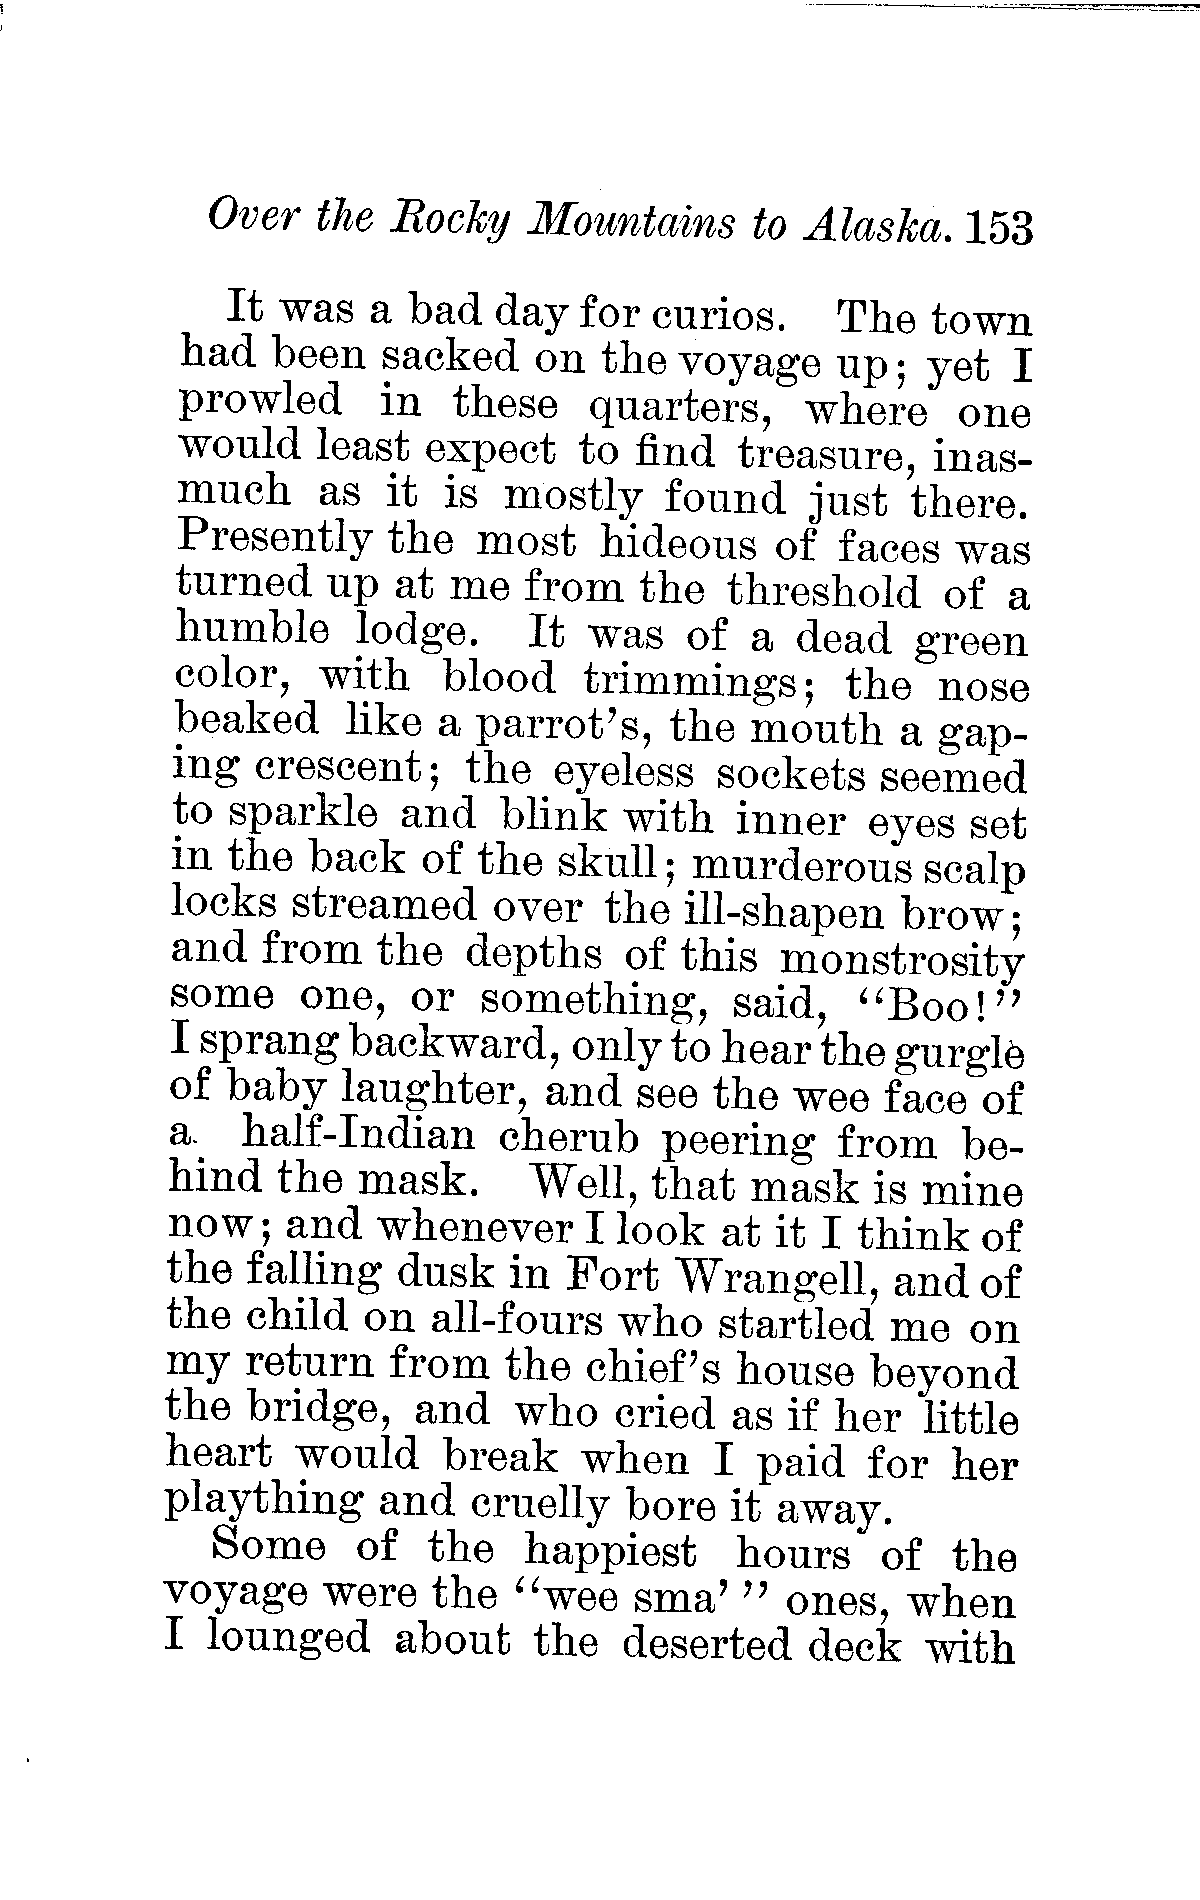 Over the Rocky Mountains to Alaska. 153
It was a bad day for curios. The town
had been sacked on the voyage up; yet I
prowled in these quarters, where one
would least expect to find treasure, inas-
much as it is mostly found just there.
Presently the most hideous of faces was
turned up at me from the threshold of a
humble lodge. It was of a dead green
color, with blood trimmings; the nose
beaked like a parrot's, the mouth a gap-
ing crescent; the eyeless sockets seemed
to sparkle and blink with inner eyes set
in the back of the skull; murderous scalp
locks streamed over the ill-shapen brow;
and from the depths of this monstrosity
some one, or something, said, "Boo!"
I sprang backward, only to hear the gurgle
of baby laughter, and see the wee face of
a half-Indian cherub peering from be-
hind the mask. Well, that mask is mine
now; and whenever I look at it I think of
the falling dusk in Fort Wrangell, and of
the child on all-fours who startled me on
my return from the chief's house beyond
the bridge, and who cried as if her little
heart would break when I paid for her
plaything and cruelly bore it away.
Some of the happiest hours of the
voyage were the "wee sma' " ones, when
I lounged about the deserted deck with